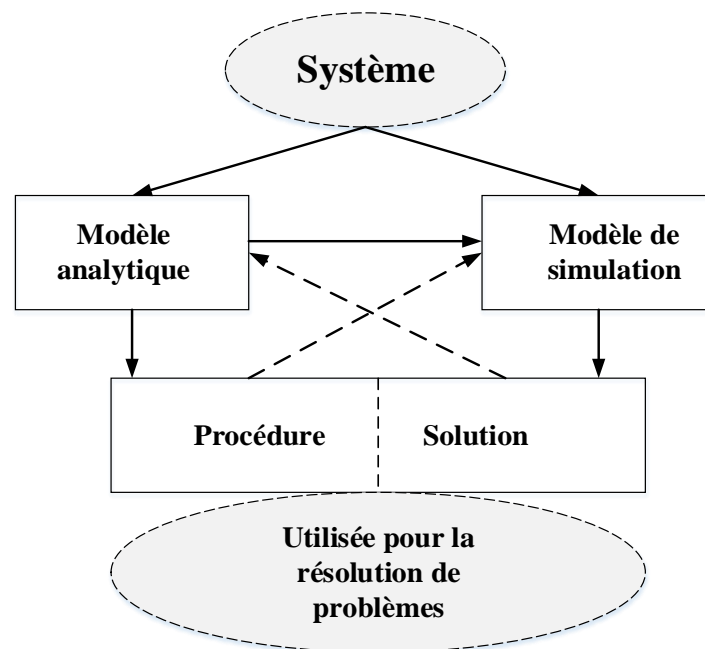 Système
Modèle
analytique
Modèle de
simulation
Procédure
Solution
Utilisée pour la
résolution de
problèmes